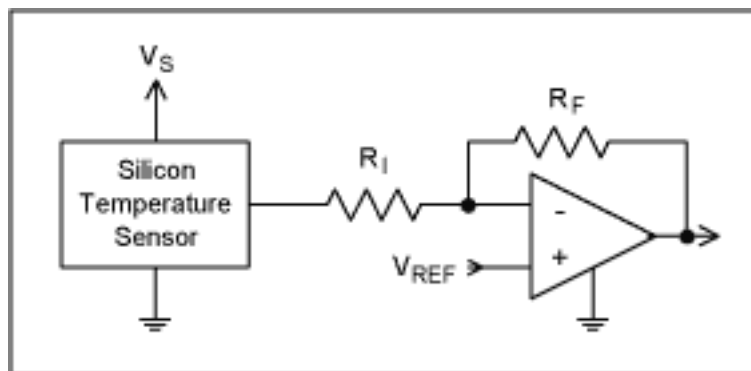 VS
Silicon
Temperature
Sensor
RI
RF
-
+
VREF